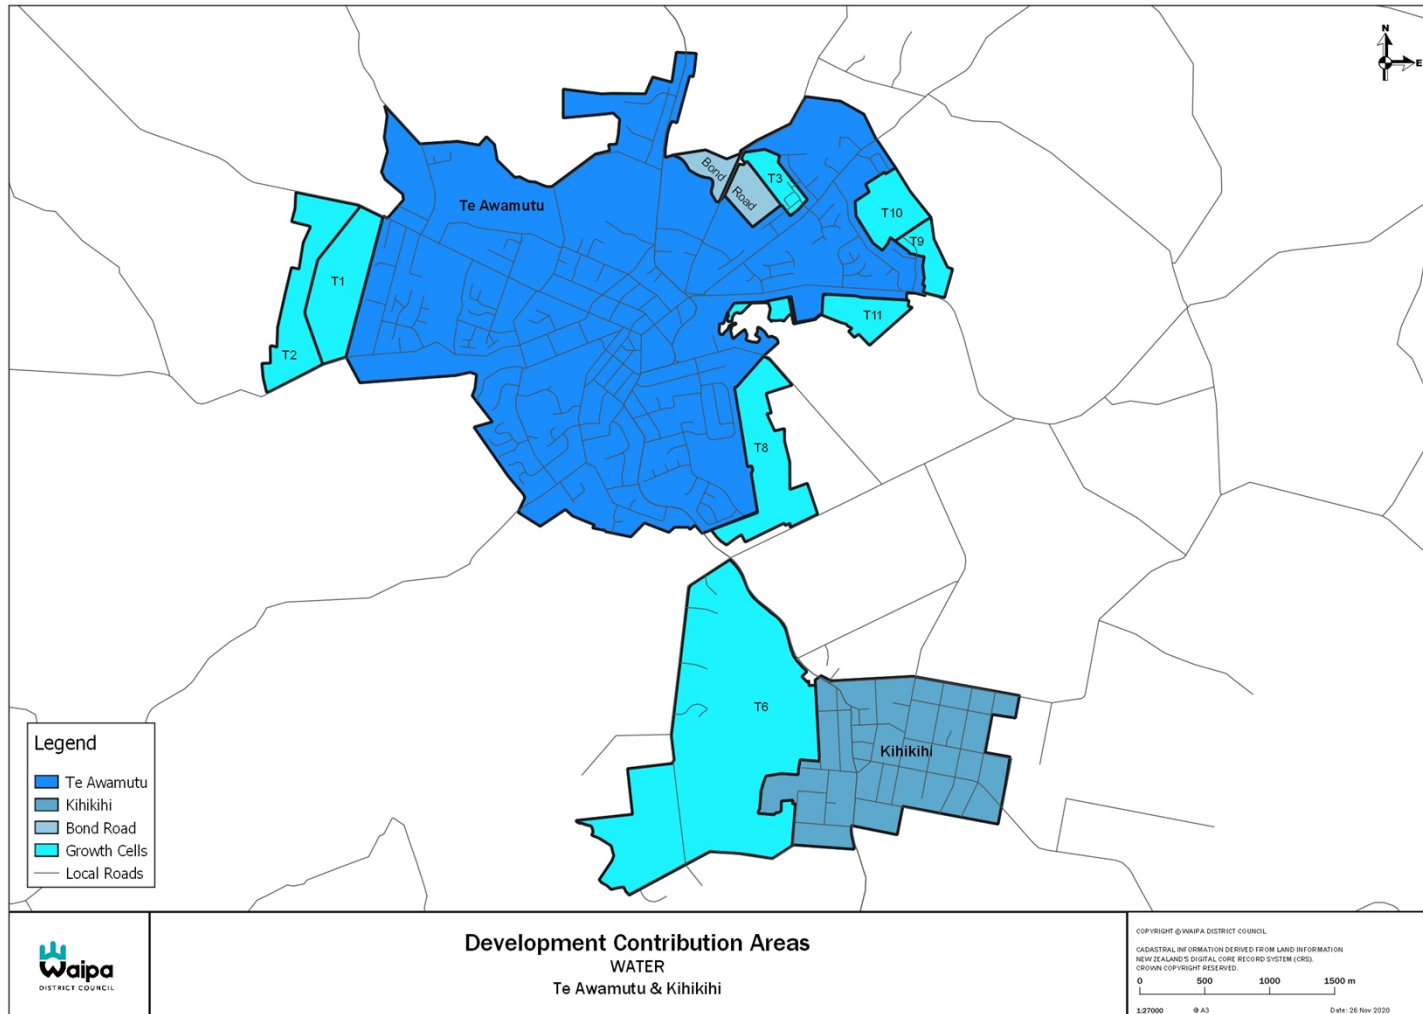 N
E
Bond
Road
T3
Te Awamutu
T10
T9
T1
T11
T2
T8
T6
Kihikihi
Legend
Te Awamutu
Kihikihi
Bond Road
Growth Cells
Local Roads
Waipa
DISTRICT COUNCIL
Development Contribution Areas
WATER
Te Awamutu & Kihikihi
COPYRIGHT @ WAIPA DISTRICT COUNCIL
CADASTRAL INFORMATION DERIVED FROM LAND INFORMATION
NEW ZEALAND'S DIGITAL CORE RECORD SYSTEM (CRS).
CROWN COPYRIGHT RESERVED.
0 500 1000 1500 m
1:27000 @ A3 Date: 26 Nov 2020